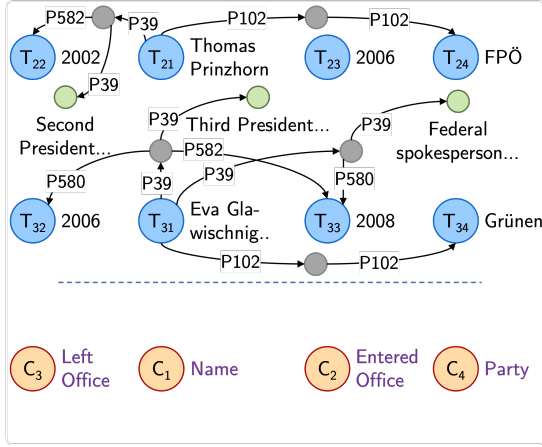 P582
P39
P102
T22
2002
T21
Thomas
Prinzhorn
T23
2006
T24
FPÖ
P39
Second
President...
P39
Third President...
P39
Federal
spokesperson...
P582
P580
P39
P39
P580
T32
2006
T31
Eva Gla-
wischnig..
T33
2008
T34
Grünen
P102
P102
C3
Left
Office
C1
Name
C2
Entered
Office
C4
Party